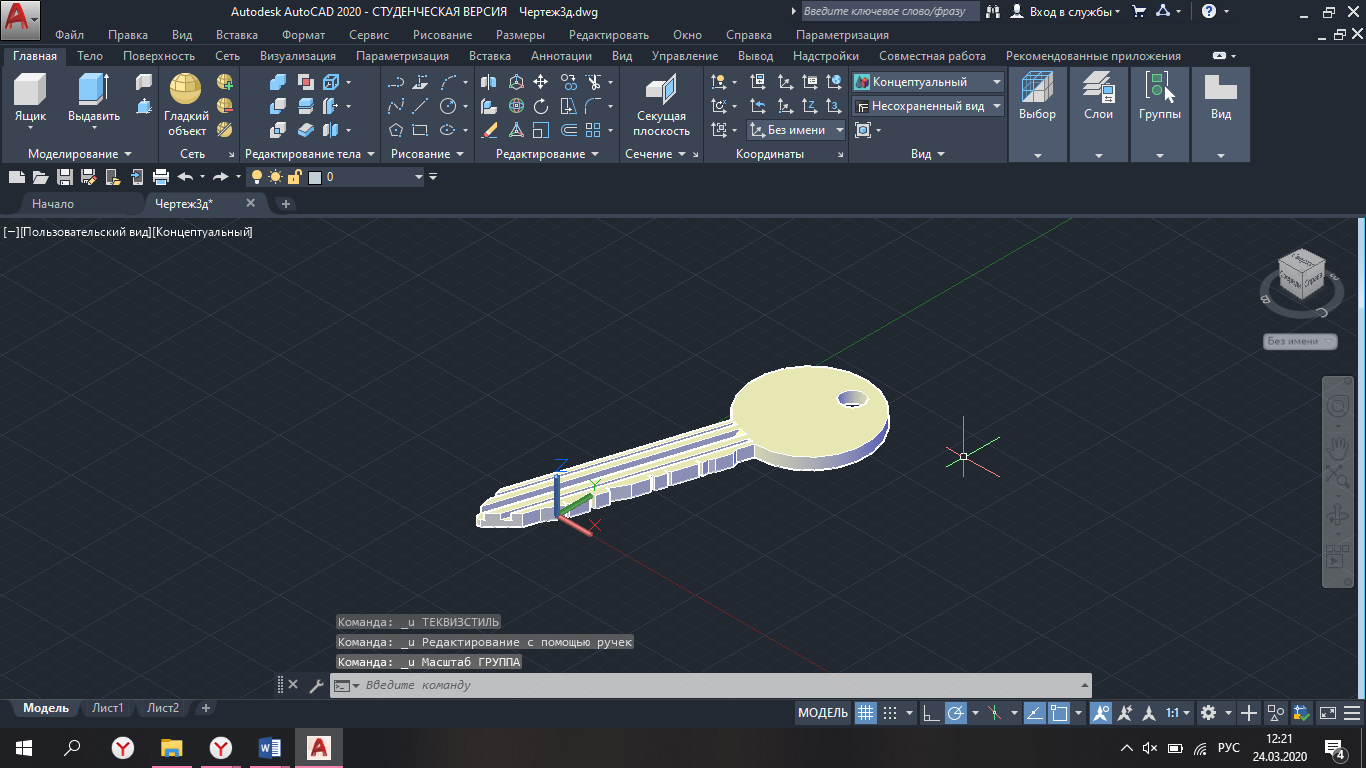 Autodesk AutoCAD 2020 - СТУДЕНЧЕСКАЯ ВЕРСИЯ Чертеж3д.dwg Введите ключевое слово/фразу Вход в службы
Файл Правка Вид Вставка Формат Сервис Рисование Размеры Редактировать Окно Справка Параметризация
Главная Тело Поверхность Сеть Визуализация Параметризация Вставка Аннотации Вид Управление Вывод Надстройки Совместная работа Рекомендованные приложения
Концептуальный
Несохраненный вид
Ящик Выдавить Гладкий объект Секущая плоскость Без имени Выбор Слои Группы Вид
Моделирование Сеть Редактирование тела Рисование Редактирование Сечение Координаты Вид
0
Начало Чертеж3д*
[−][Пользовательский вид][Концептуальный]
Сверху
Спереди Справа
В
С
Без имени
Z
Y
X
Команда: _u ТЕКВИЗСТИЛЬ
Команда: _u Редактирование с помощью ручек
Команда: _u Масштаб ГРУППА
Введите команду
Модель Лист1 Лист2 + МОДЕЛЬ 1:1
РУС 12:21
24.03.2020 4